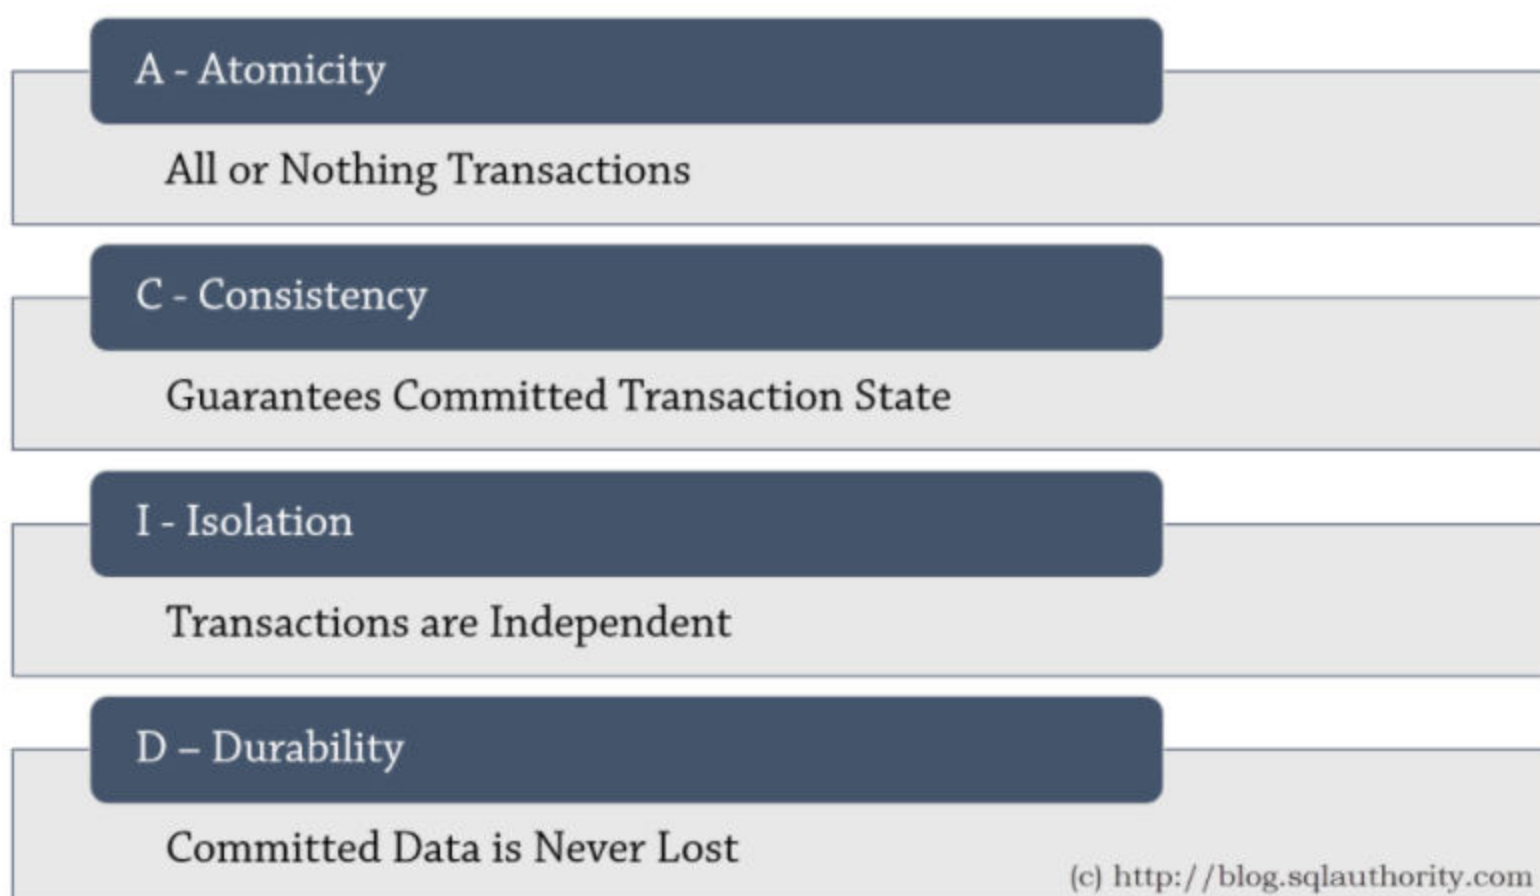 A - Atomicity
All or Nothing Transactions
C - Consistency
Guarantees Committed Transaction State
I - Isolation
Transactions are Independent
D – Durability
Committed Data is Never Lost
(c) http://blog.sqlauthority.com